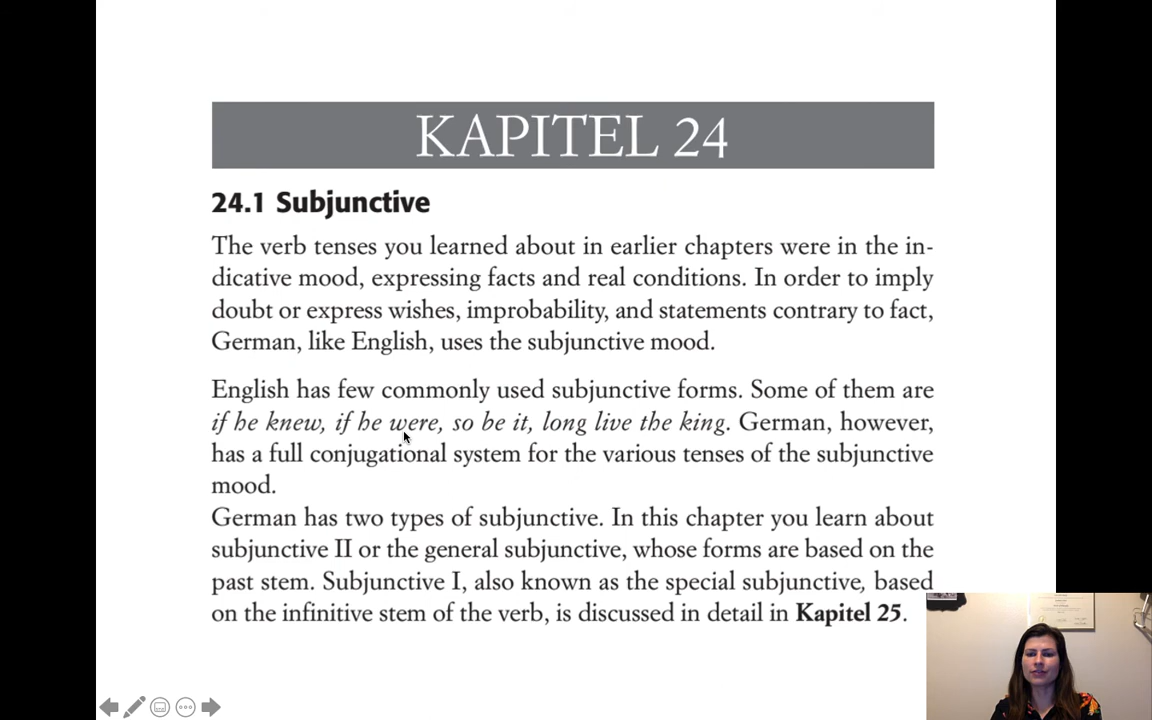 KAPITEL 24
24.1 Subjunctive
The verb tenses you learned about in earlier chapters were in the in-
dicative mood, expressing facts and real conditions. In order to imply
doubt or express wishes, improbability, and statements contrary to fact,
German, like English, uses the subjunctive mood.
English has few commonly used subjunctive forms. Some of them are
if he knew, if he were, so be it, long live the king. German, however,
has a full conjugational system for the various tenses of the subjunctive
mood.
German has two types of subjunctive. In this chapter you learn about
subjunctive II or the general subjunctive, whose forms are based on the
past stem. Subjunctive I, also known as the special subjunctive, based
on the infinitive stem of the verb, is discussed in detail in Kapitel 25.